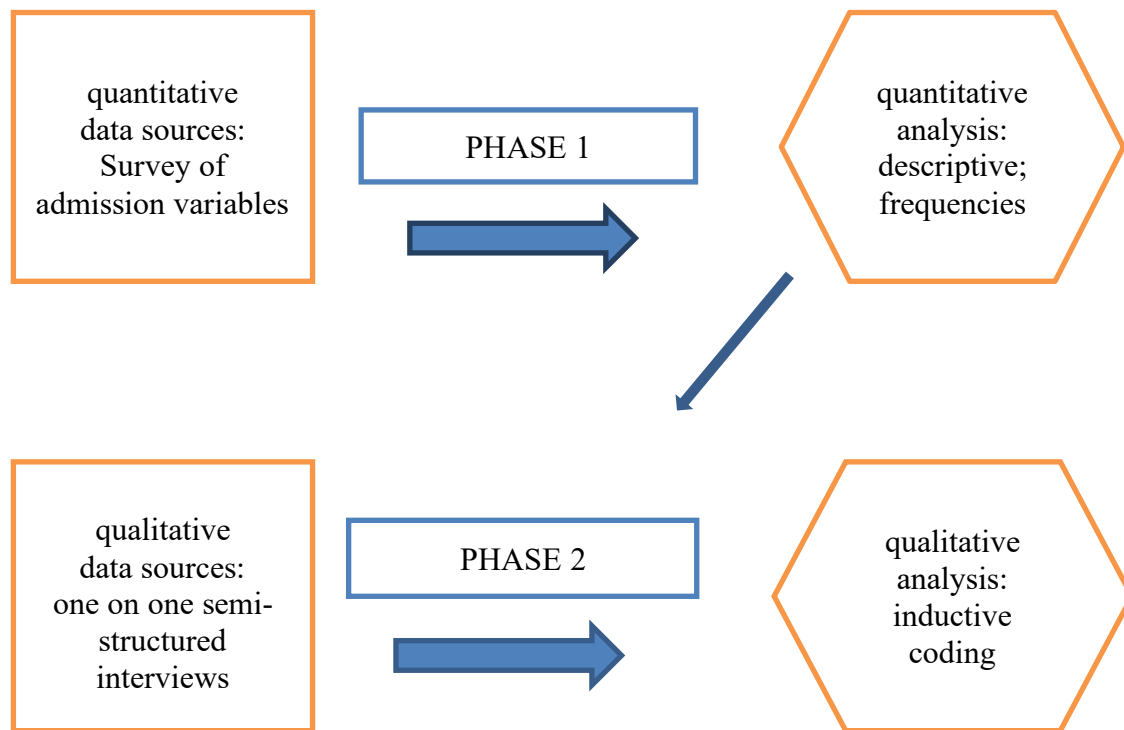 quantitative
data sources:
Survey of
admission variables
PHASE 1
quantitative
analysis:
descriptive;
frequencies
qualitative
data sources:
one on one semi-
structured
interviews
PHASE 2
qualitative
analysis:
inductive
coding